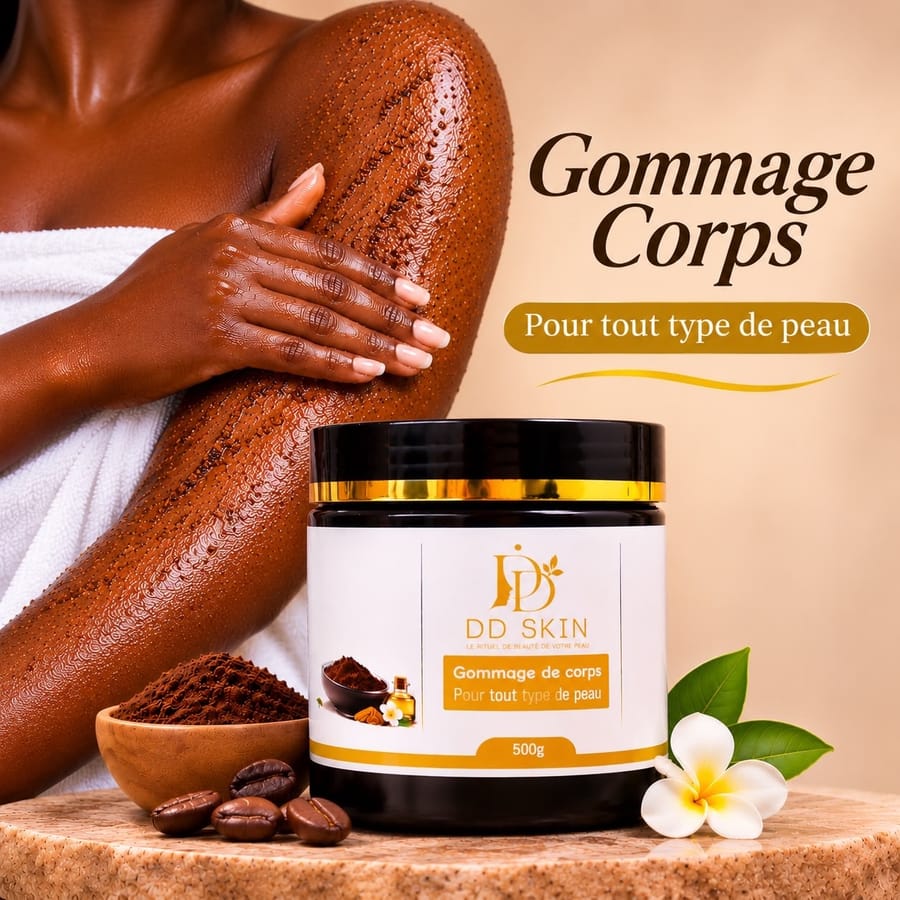 Gommage
Corps
Pour tout type de peau
DD SKIN
LE RITUEL DE BEAUTÉ DE VOTRE PEAU
Gommage de corps
Pour tout type de peau
500g